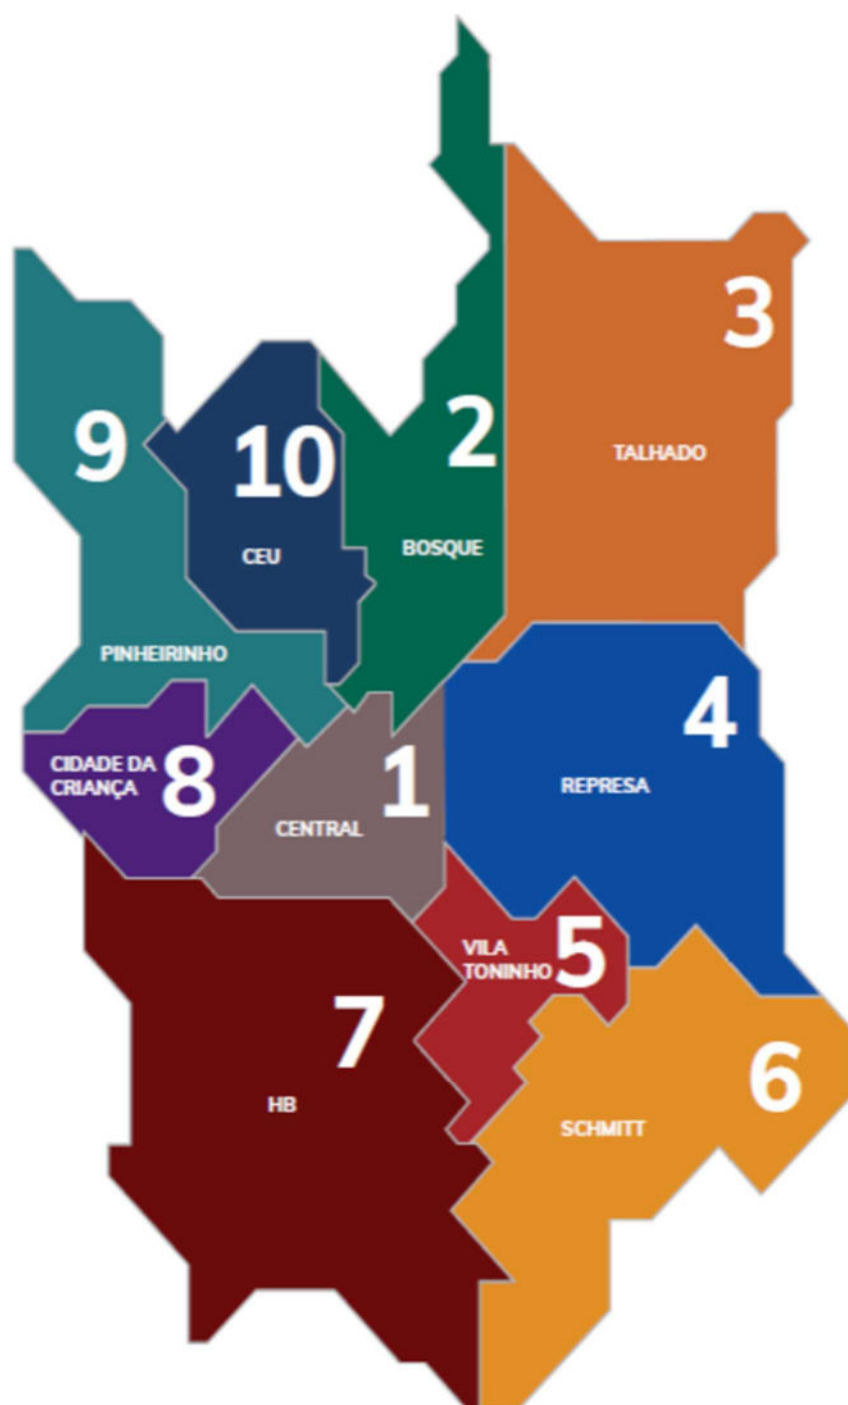 3
TALHADO
2
BOSQUE
9
PINHEIRINHO
10
CEU
4
REPRESA
CIDADE DA
CRIANÇA
8
1
CENTRAL
VILA
TONINHO
5
7
HB
6
SCHMITT